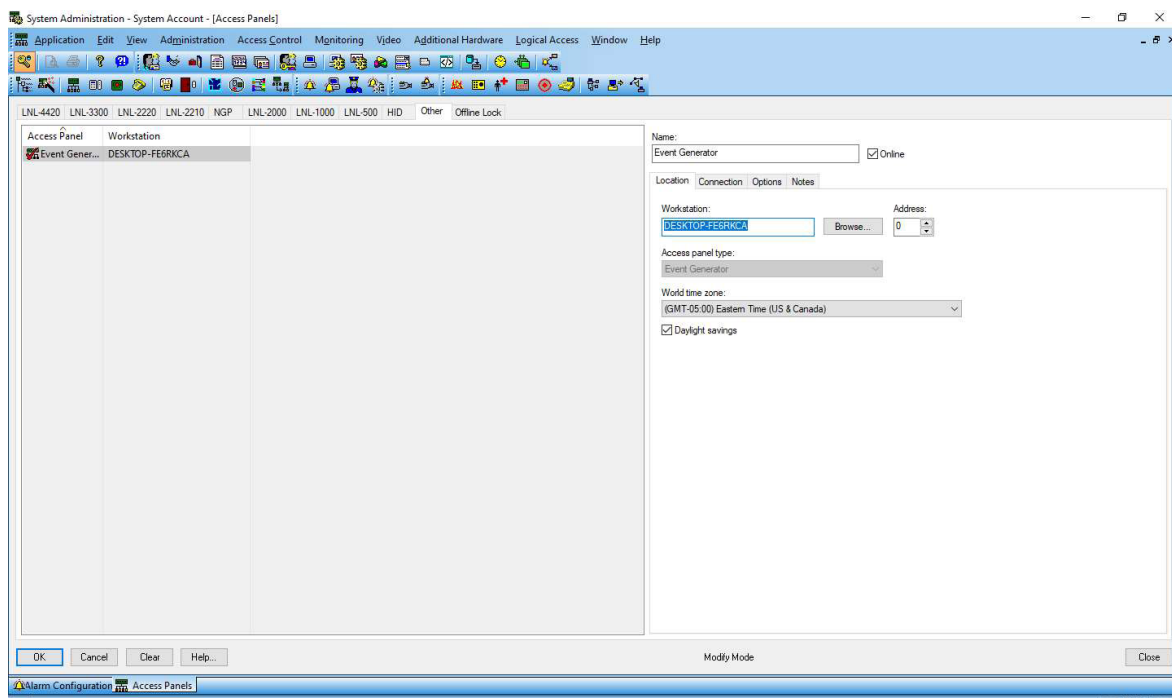 System Administration - System Account - [Access Panels]
Application Edit View Administration Access Control Monitoring Video Additional Hardware Logical Access Window Help
LNL-4420 LNL-3300 LNL-2220 LNL-2210 NGP LNL-2000 LNL-1000 LNL-500 HID Other Offline Lock
Access Panel Workstation
Event Gener... DESKTOP-FE6RKCA
Name:
Event Generator Online
Location Connection Options Notes
Workstation: Address:
DESKTOP-FE6RKCA Browse... 0
Access panel type:
Event Generator
World time zone:
(GMT-05:00) Eastern Time (US & Canada)
Daylight savings
OK Cancel Clear Help... Modify Mode Close
Alarm Configuration Access Panels